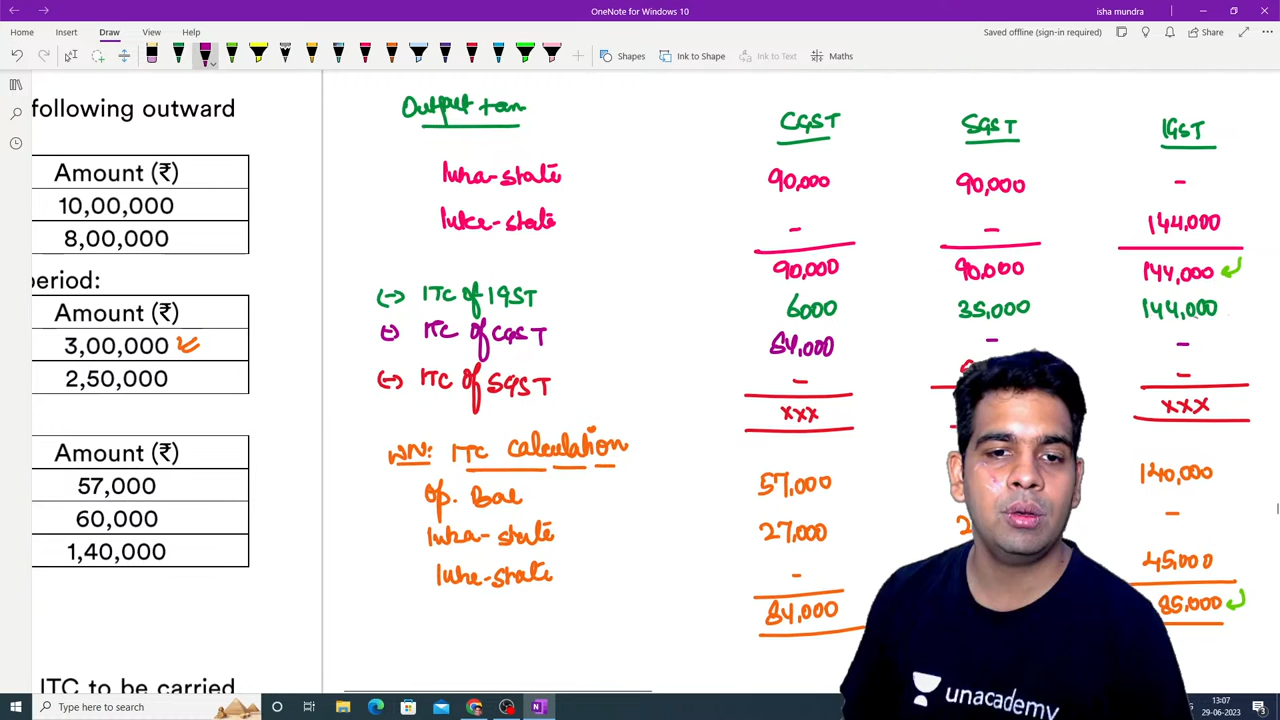 OneNote for Windows 10
isha mundra
Home Insert Draw View Help
Saved offline (sign-in required) Share
Shapes Ink to Shape Ink to Text Maths
following outward
Amount (₹)
10,00,000
8,00,000
period:
Amount (₹)
3,00,000
2,50,000
Amount (₹)
57,000
60,000
1,40,000
ITC to be carried
Output tax
CGST SGST IGST
Intra-state 90,000 90,000 -
Inter-state - - 144,000
90,000 90,000 144,000
(-) ITC of IGST 6000 35,000 144,000
(-) ITC of CGST 84,000 - -
(-) ITC of SGST - -
xxx xxx
WN: ITC Calculation
Op. Bal 57,000 140,000
Intra-state 27,000 -
Inter-state - 45,000
84,000 85,000
unacademy
Type here to search
13:07
29-06-2023